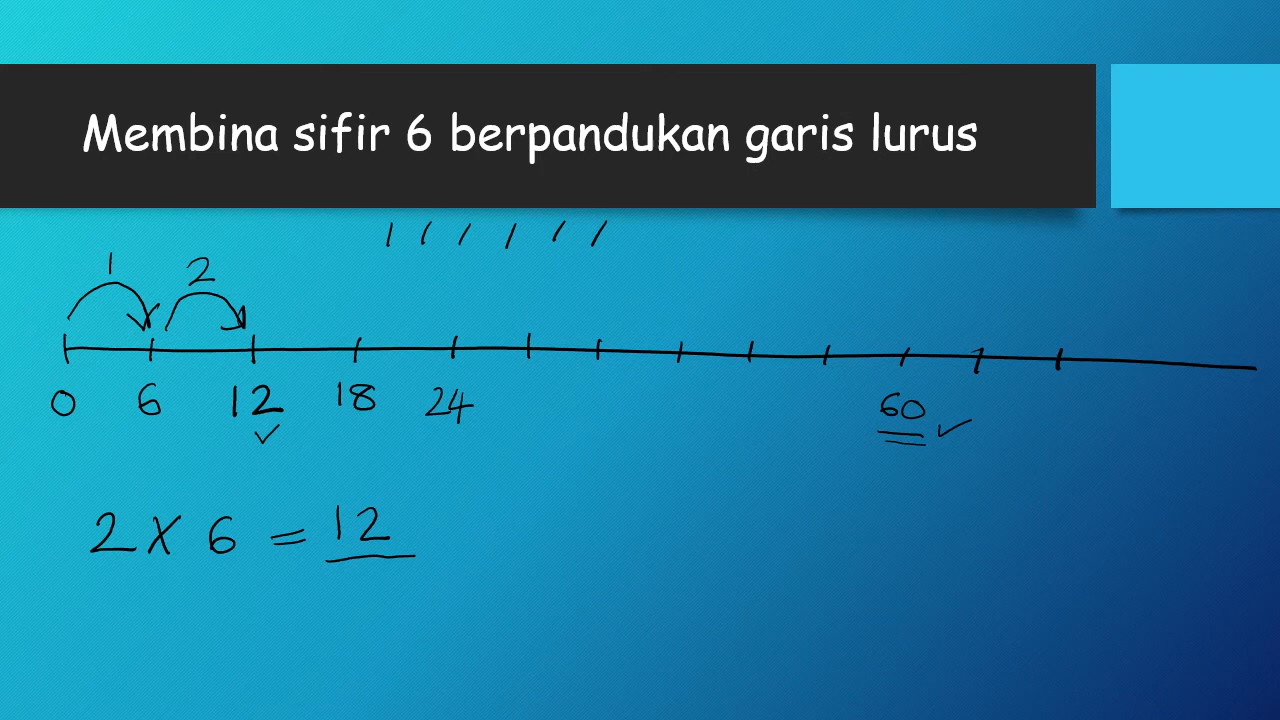 Membina sifir 6 berpandukan garis lurus
1 2
0 6 12 18 24 60
2 x 6 = 12